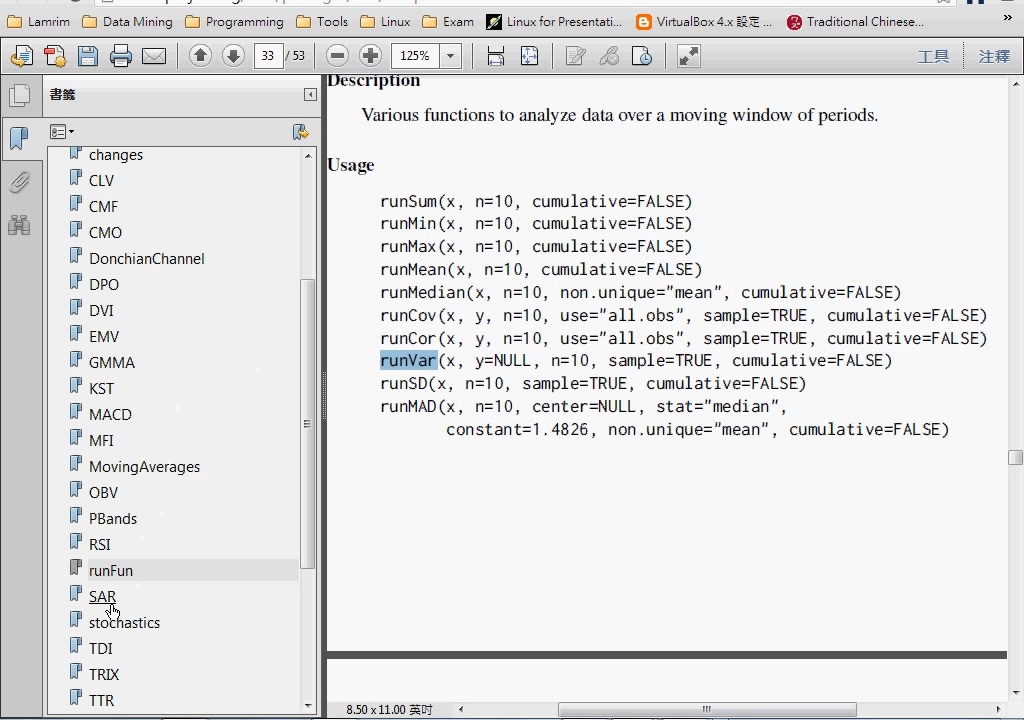 Lamrim Data Mining Programming Tools Linux Exam Linux for Presentati... VirtualBox 4.x 設定 ... Traditional Chinese... »
33 / 53 125% 工具 注釋
書籤
changes
CLV
CMF
CMO
DonchianChannel
DPO
DVI
EMV
GMMA
KST
MACD
MFI
MovingAverages
OBV
PBands
RSI
runFun
SAR
stochastics
TDI
TRIX
TTR
Description
Various functions to analyze data over a moving window of periods.
Usage
runSum(x, n=10, cumulative=FALSE)
runMin(x, n=10, cumulative=FALSE)
runMax(x, n=10, cumulative=FALSE)
runMean(x, n=10, cumulative=FALSE)
runMedian(x, n=10, non.unique="mean", cumulative=FALSE)
runCov(x, y, n=10, use="all.obs", sample=TRUE, cumulative=FALSE)
runCor(x, y, n=10, use="all.obs", sample=TRUE, cumulative=FALSE)
runVar(x, y=NULL, n=10, sample=TRUE, cumulative=FALSE)
runSD(x, n=10, sample=TRUE, cumulative=FALSE)
runMAD(x, n=10, center=NULL, stat="median",
constant=1.4826, non.unique="mean", cumulative=FALSE)
8.50 x 11.00 英吋